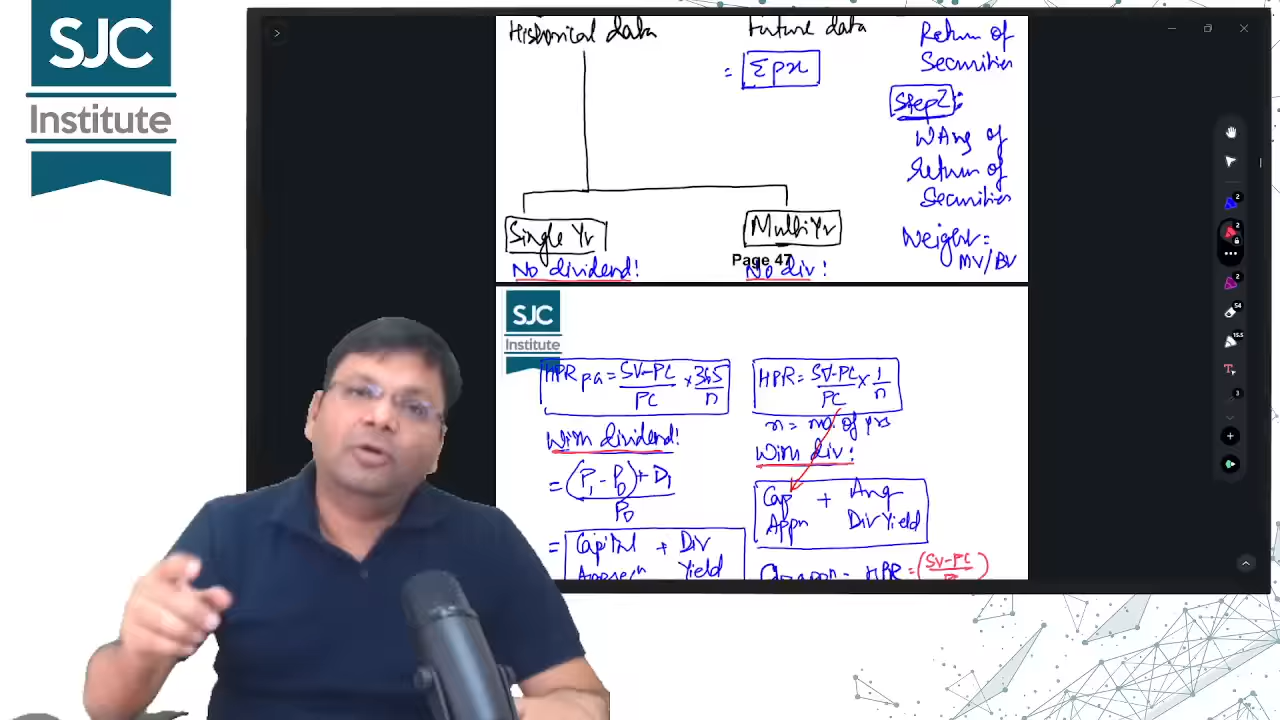 SJC
Institute
Historical data
Future data
= Σpx
Return of
Securities
Step2:
WAvg of
Return of
Securities
Weight =
MV/BV
Single Yr
Multi Yr
No dividend!
No div!
Page 47
SJC
Institute
HPR pa = SV-PC / PC × 365 / n
HPR = SV-PC / PC × 1 / n
n = no. of yrs
With dividend!
With div!
= (P1 - P0) + D1
P0
Cap + Avg
Appn Div Yield
= Capital + Div
Yield
HPR = (SV-PC